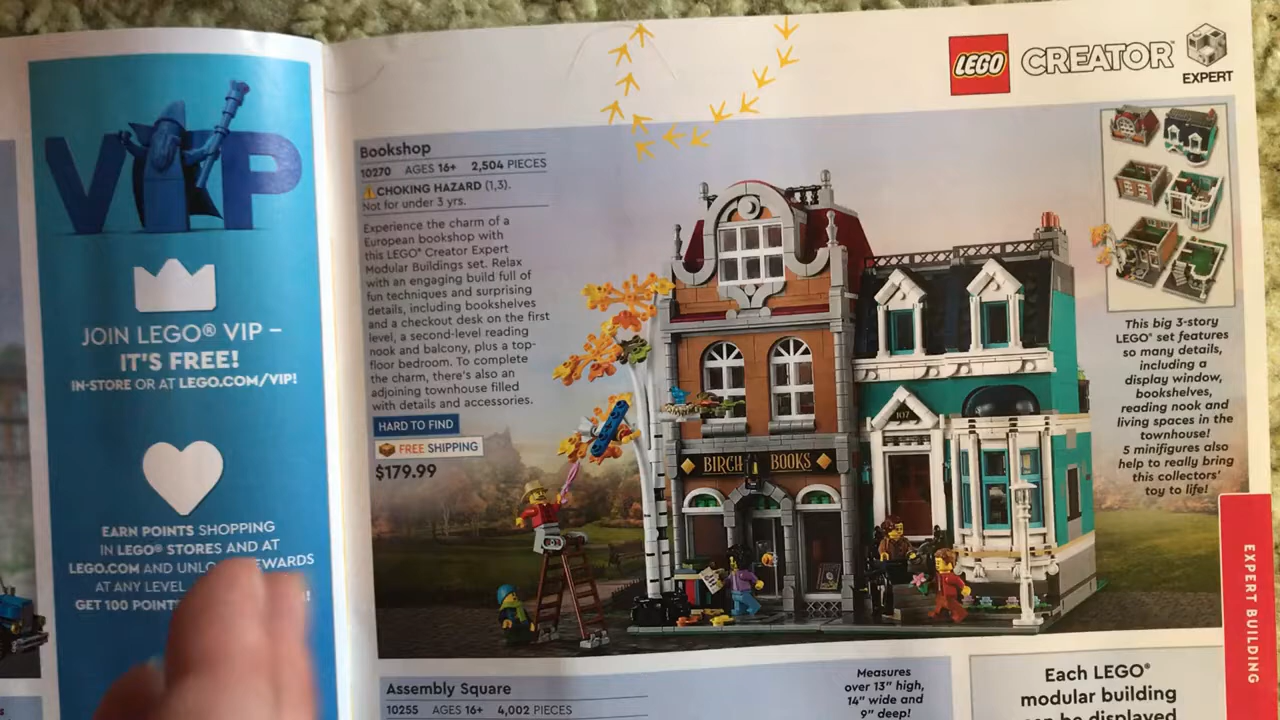 VIP
JOIN LEGO® VIP –
IT'S FREE!
IN-STORE OR AT LEGO.COM/VIP!
EARN POINTS SHOPPING
IN LEGO® STORES AND AT
LEGO.COM AND
AT ANY LEVEL
GET 100
LEGO
CREATOR
EXPERT
Bookshop
10270 AGES 16+ 2,504 PIECES
CHOKING HAZARD (1,3).
Not for under 3 yrs.
Experience the charm of a
European bookshop with
this LEGO® Creator Expert
Modular Buildings set. Relax
with an engaging build full of
fun techniques and surprising
details, including bookshelves
and a checkout desk on the first
level, a second-level reading
nook and balcony, plus a top-
floor bedroom. To complete
the charm, there's also an
adjoining townhouse filled
with details and accessories.
HARD TO FIND
FREE SHIPPING
$179.99
BIRCH BOOKS
107
This big 3-story
LEGO® set features
so many details,
including a
display window,
bookshelves,
reading nook and
living spaces in the
townhouse!
5 minifigures also
help to really bring
this collectors'
toy to life!
EXPERT BUILDING
Assembly Square
10255 AGES 16+ 4,002 PIECES
Measures
over 13" high,
14" wide and
9" deep!
Each LEGO®
modular building
can be displayed